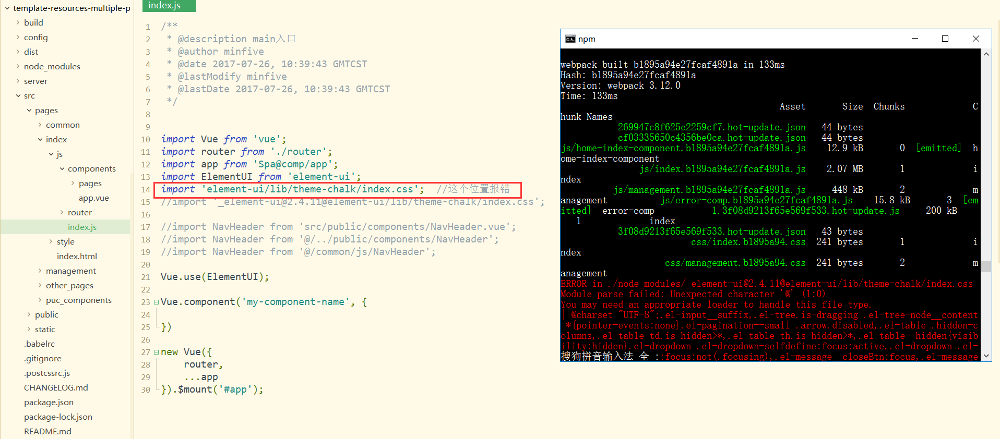 template-resources-multiple-p
build
config
dist
node_modules
server
src
pages
common
index
js
components
pages
app.vue
router
index.js
style
index.html
management
other_pages
puc_components
public
static
.babelrc
.gitignore
.postcssrc.js
CHANGELOG.md
package.json
package-lock.json
README.md
index.js
1 /**
2 * @description main入口
3 * @author minfive
4 * @date 2017-07-26, 10:39:43 GMTCST
5 * @lastModify minfive
6 * @lastDate 2017-07-26, 10:39:43 GMTCST
7 */
8
9
10 import Vue from 'vue';
11 import router from './router';
12 import app from 'Spa@comp/app';
13 import ElementUI from 'element-ui';
14 import 'element-ui/lib/theme-chalk/index.css';  //这个位置报错
15 //import '_element-ui@2.4.11@element-ui/lib/theme-chalk/index.css';
16
17 //import NavHeader from 'src/public/components/NavHeader.vue';
18 //import NavHeader from '@/../public/components/NavHeader';
19 //import NavHeader from '@/common/js/NavHeader';
20
21 Vue.use(ElementUI);
22
23 Vue.component('my-component-name', {
24
25 })
26
27 new Vue({
28 router,
29 ...app
30 }).$mount('#app');
npm
webpack built b1895a94e27fcaf4891a in 133ms
Hash: b1895a94e27fcaf4891a
Version: webpack 3.12.0
Time: 133ms
Asset Size Chunks C
hunk Names
269947c8f625e2259cf7.hot-update.json 44 bytes
cf03335650c4356be0ca.hot-update.json 44 bytes
js/home-index-component.b1895a94e27fcaf4891a.js 12.9 kB 0 [emitted] h
ome-index-component
js/index.b1895a94e27fcaf4891a.js 2.07 MB 1 i
ndex
js/management.b1895a94e27fcaf4891a.js 448 kB 2 m
anagement js/error-comp.b1895a94e27fcaf4891a.js 15.8 kB 3 [em
itted] error-comp 1.3f08d9213f65e569f533.hot-update.js 200 kB
1 index
3f08d9213f65e569f533.hot-update.json 43 bytes
css/index.b1895a94.css 241 bytes 1 i
ndex
css/management.b1895a94.css 241 bytes 2 m
anagement
ERROR in ./node_modules/_element-ui@2.4.11@element-ui/lib/theme-chalk/index.css
Module parse failed: Unexpected character '@' (1:0)
You may need an appropriate loader to handle this file type.
| @charset "UTF-8";.el-input__suffix,.el-tree.is-dragging .el-tree-node__content
*{pointer-events:none}.el-pagination--small .arrow.disabled,.el-table .hidden-c
olumns,.el-table td.is-hidden>*,.el-table th.is-hidden>*,.el-table--hidden{visib
ility:hidden}.el-dropdown .el-dropdown-selfdefine:focus:active,.el-dropdown .el-
搜狗拼音输入法 全 ::focus:not(.focusing),.el-message__closeBtn:focus,.el-message